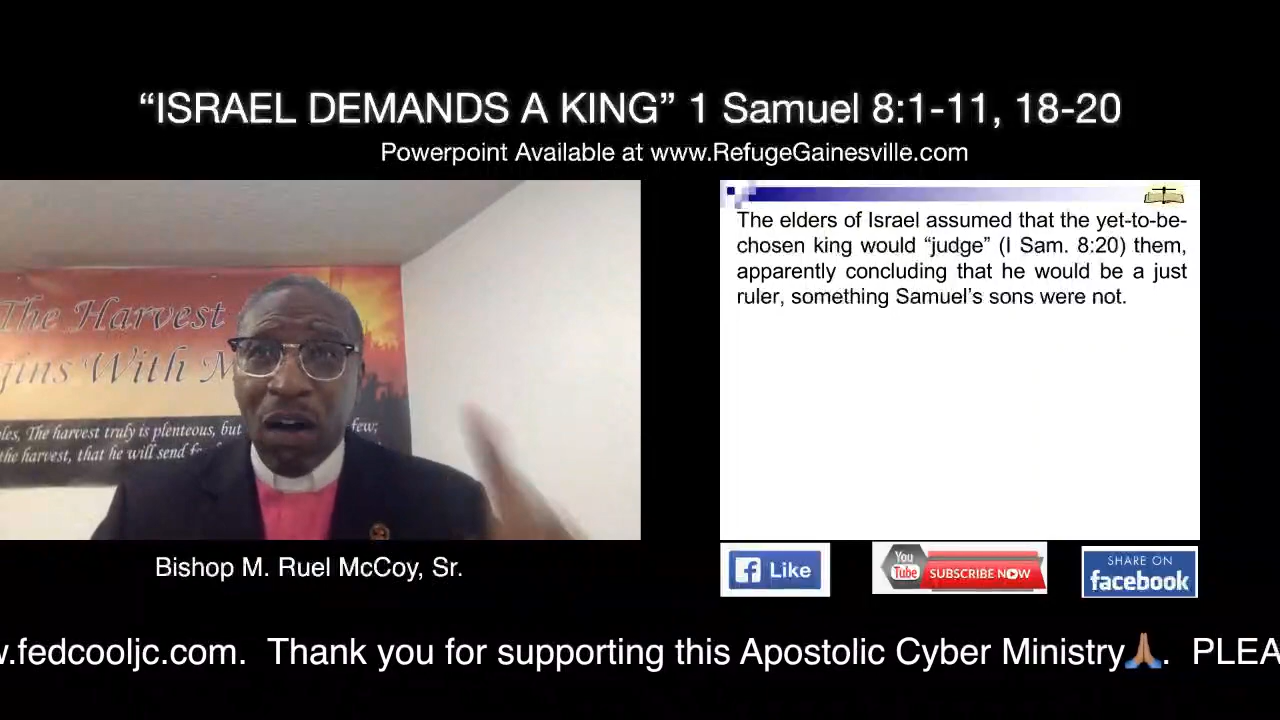 “ISRAEL DEMANDS A KING” 1 Samuel 8:1-11, 18-20
Powerpoint Available at www.RefugeGainesville.com
The Harvest
gins With M
les, The harvest truly is plenteous, but few;
the harvest, that he will send
The elders of Israel assumed that the yet-to-be-
chosen king would “judge” (I Sam. 8:20) them,
apparently concluding that he would be a just
ruler, something Samuel’s sons were not.
Bishop M. Ruel McCoy, Sr.
Like
You
Tube
SUBSCRIBE NOW
SHARE ON
facebook
w.fedcooljc.com. Thank you for supporting this Apostolic Cyber Ministry🙏🏽. PLEA